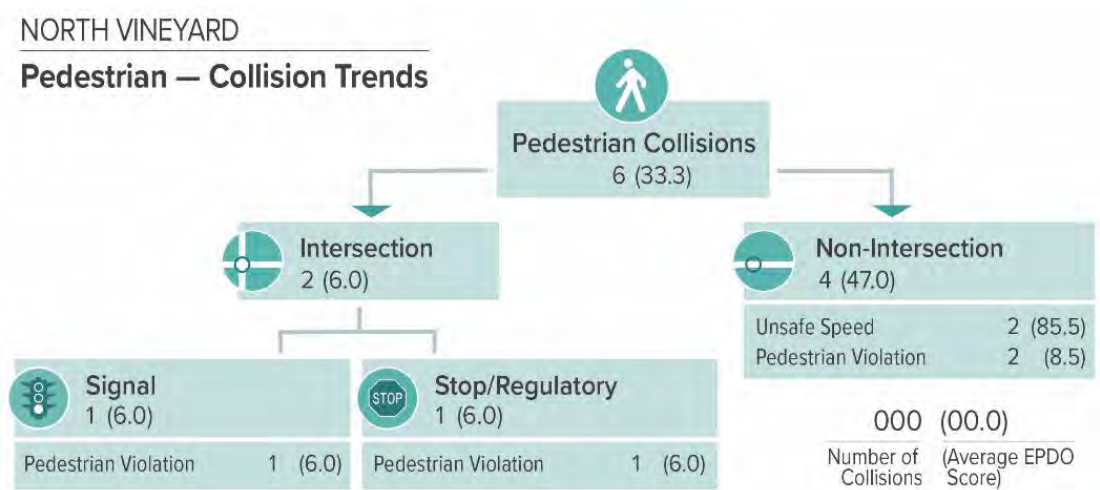 NORTH VINEYARD
Pedestrian — Collision Trends
Pedestrian Collisions
6 (33.3)
Intersection
2 (6.0)
Non-Intersection
4 (47.0)
Unsafe Speed 2 (85.5)
Pedestrian Violation 2 (8.5)
Signal
1 (6.0)
Pedestrian Violation 1 (6.0)
STOP
Stop/Regulatory
1 (6.0)
Pedestrian Violation 1 (6.0)
000 (00.0)
Number of Collisions
(Average EPDO Score)